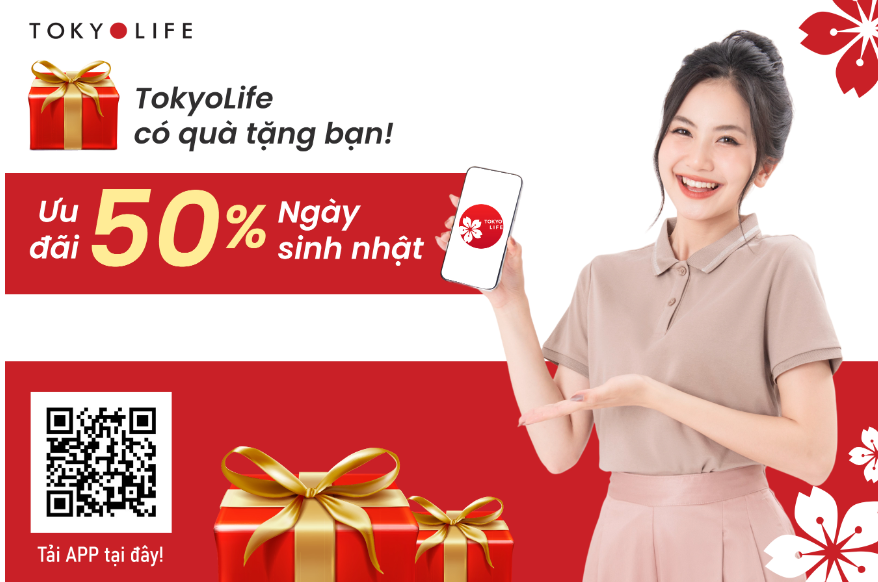 TOKYOLIFE
TokyoLife
có quà tặng bạn!
Ưu đãi 50% Ngày sinh nhật
TOKYO
LIFE
Tải APP tại đây!